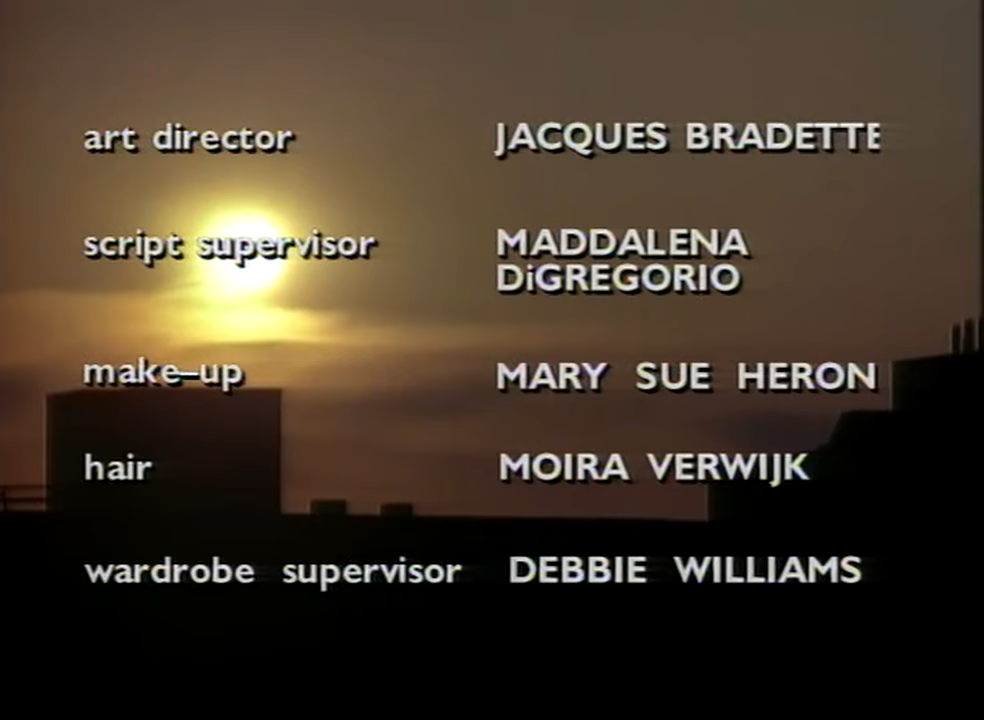 art director JACQUES BRADETTE
script supervisor MADDALENA
DiGREGORIO
make-up MARY SUE HERON
hair MOIRA VERWIJK
wardrobe supervisor DEBBIE WILLIAMS